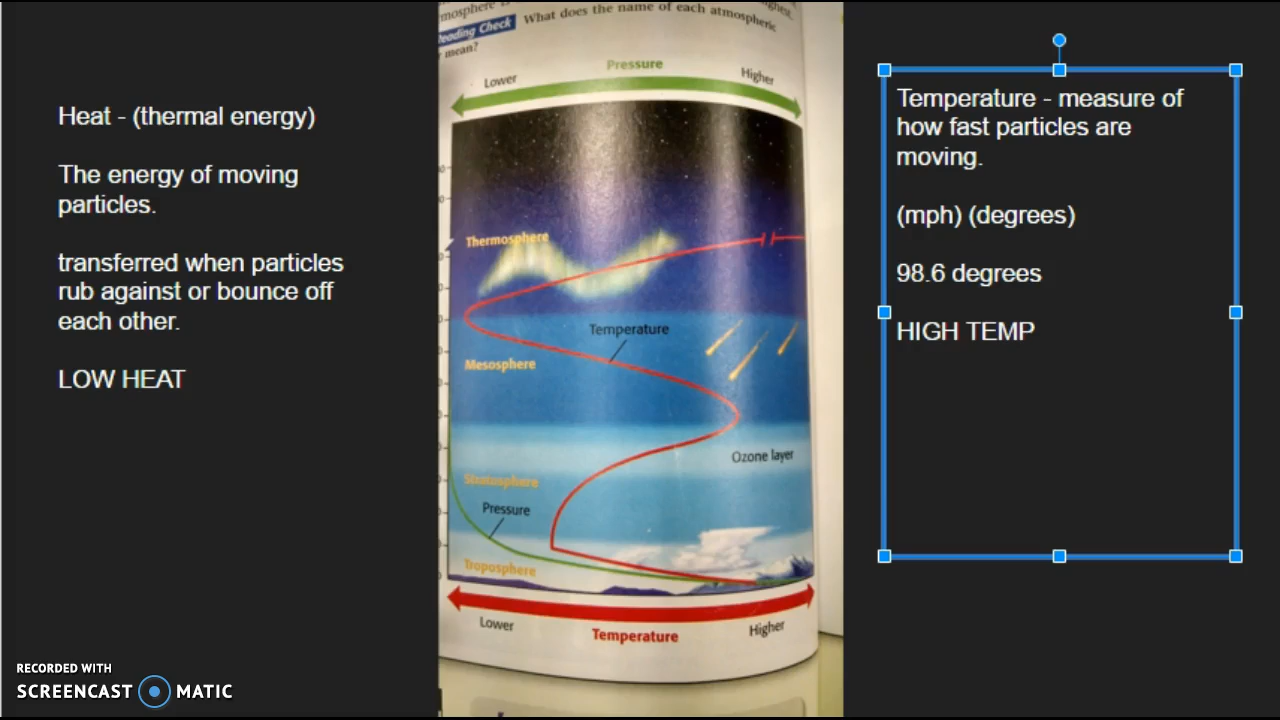 Heat - (thermal energy)
The energy of moving
particles.
transferred when particles
rub against or bounce off
each other.
LOW HEAT
Reading Check What does the name of each atmospheric
mean?
Pressure
Lower
Higher
Thermosphere
Temperature
Mesosphere
Ozone layer
Stratosphere
Pressure
Troposphere
Lower
Temperature
Higher
Temperature - measure of
how fast particles are
moving.
(mph) (degrees)
98.6 degrees
HIGH TEMP
RECORDED WITH
SCREENCAST MATIC